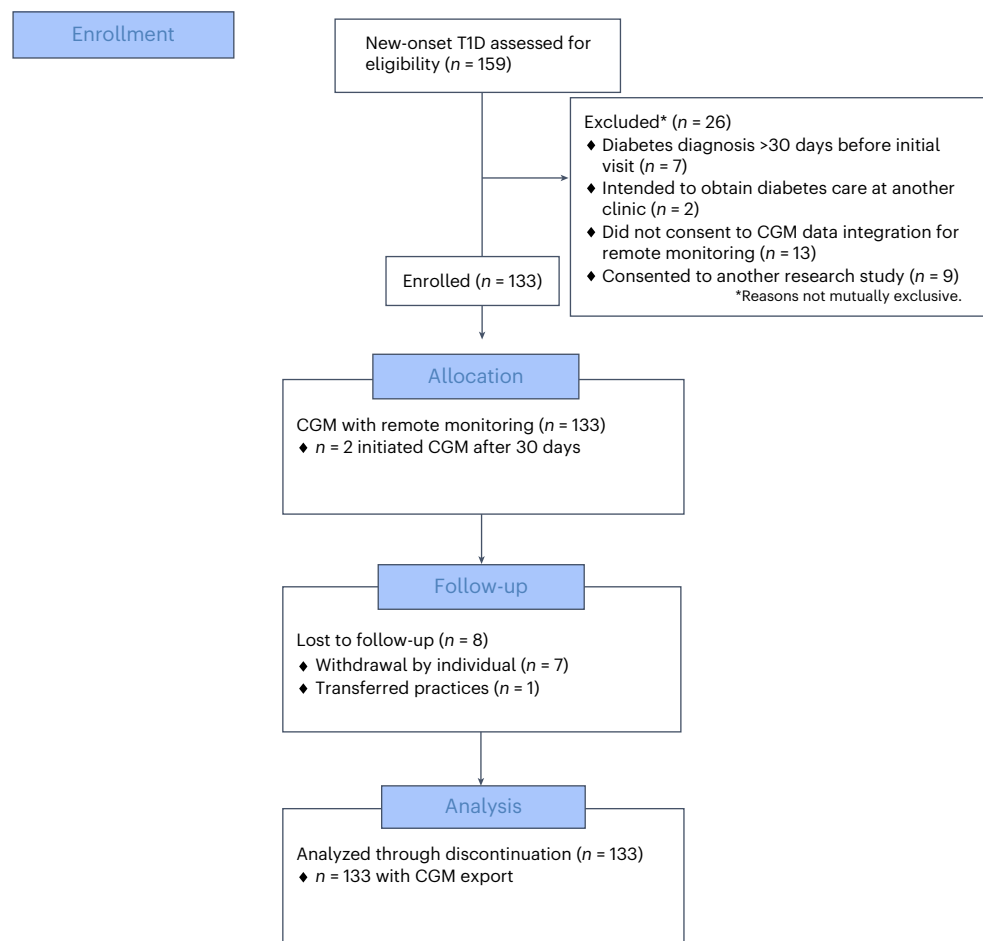 Enrollment
New-onset T1D assessed for
eligibility (n = 159)
Excluded* (n = 26)
♦ Diabetes diagnosis >30 days before initial
visit (n = 7)
♦ Intended to obtain diabetes care at another
clinic (n = 2)
♦ Did not consent to CGM data integration for
remote monitoring (n = 13)
♦ Consented to another research study (n = 9)
*Reasons not mutually exclusive.
Enrolled (n = 133)
Allocation
CGM with remote monitoring (n = 133)
♦ n = 2 initiated CGM after 30 days
Follow-up
Lost to follow-up (n = 8)
♦ Withdrawal by individual (n = 7)
♦ Transferred practices (n = 1)
Analysis
Analyzed through discontinuation (n = 133)
♦ n = 133 with CGM export